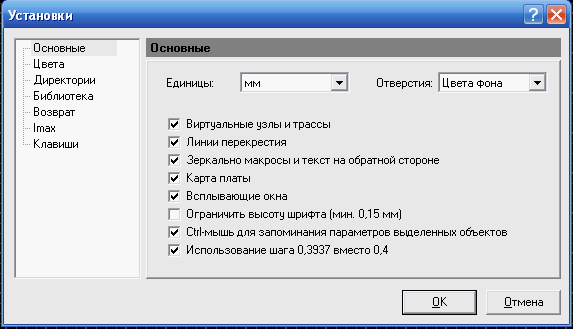 Установки
Основные
Цвета
Директории
Библиотека
Возврат
Imax
Клавиши
Основные
Единицы: мм Отверстия: Цвета фона
Виртуальные узлы и трассы
Линии перекрестия
Зеркально макросы и текст на обратной стороне
Карта платы
Всплывающие окна
Ограничить высоту шрифта (мин. 0,15 мм)
Ctrl-мышь для запоминания параметров выделенных объектов
Использование шага 0,3937 вместо 0,4
OK Отмена